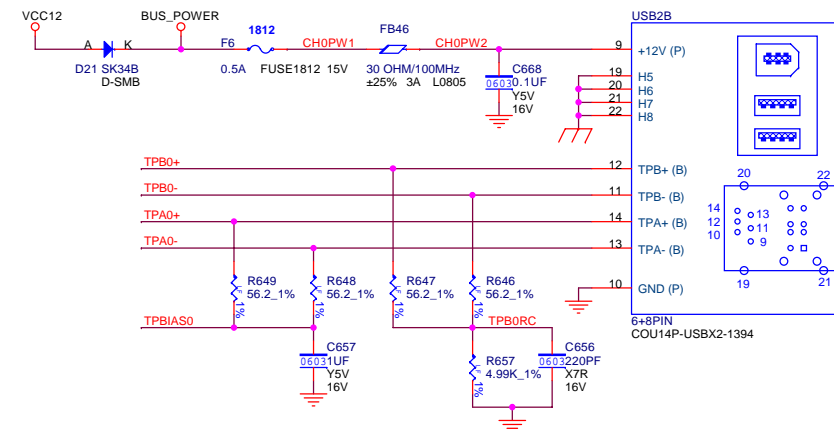 VCC12
BUS_POWER
USB2B
A
K
F6
1812
CH0PW1
FB46
CH0PW2
9
+12V (P)
D21 SK34B
D-SMB
0.5A
FUSE1812 15V
30 OHM/100MHz
±25% 3A L0805
C668
0603
0.1UF
Y5V
16V
19
H5
20
H6
21
H7
22
H8
TPB0+
12
TPB+ (B)
TPB0-
11
TPB- (B)
TPA0+
14
TPA+ (B)
TPA0-
13
TPA- (B)
20
22
14
13
12
11
10
9
19
21
R649
56.2_1%
1%
R648
56.2_1%
1%
R647
56.2_1%
1%
R646
56.2_1%
1%
10
GND (P)
TPBIAS0
TPB0RC
6+8PIN
COU14P-USBX2-1394
C657
0603
1UF
Y5V
16V
R657
4.99K_1%
1%
C656
0603
220PF
X7R
16V